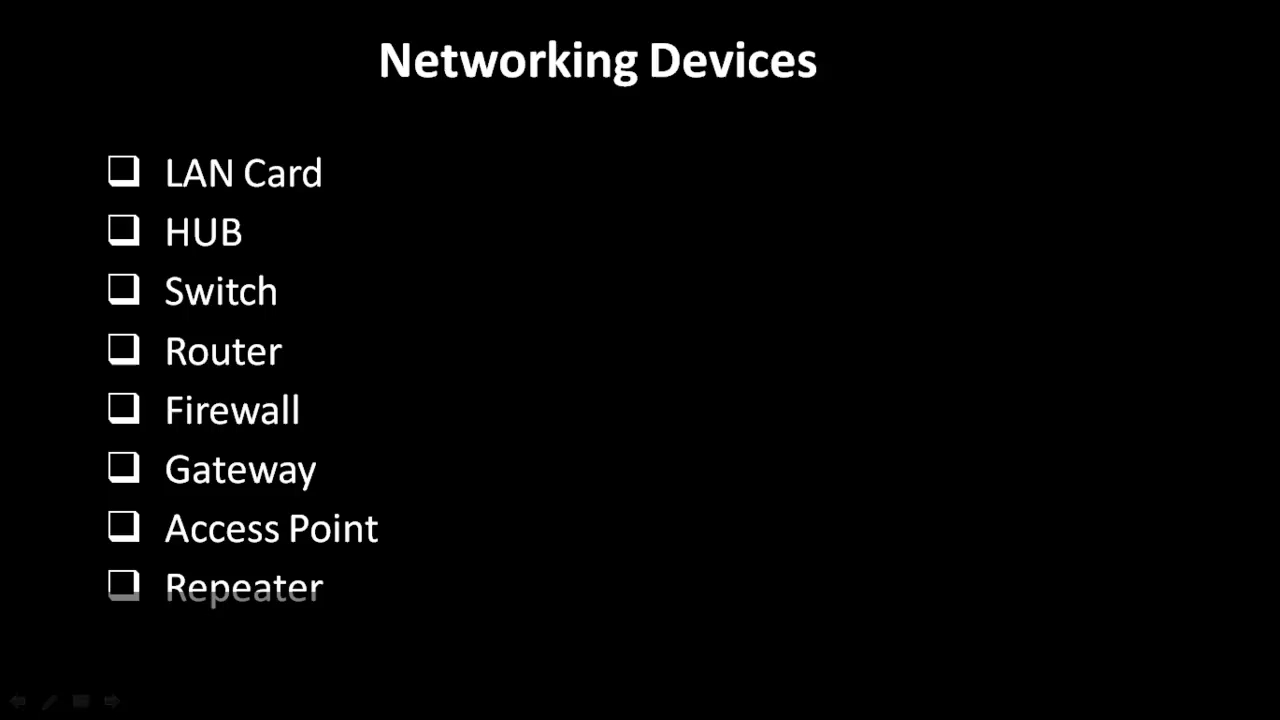 Networking Devices
LAN Card
HUB
Switch
Router
Firewall
Gateway
Access Point
Repeater